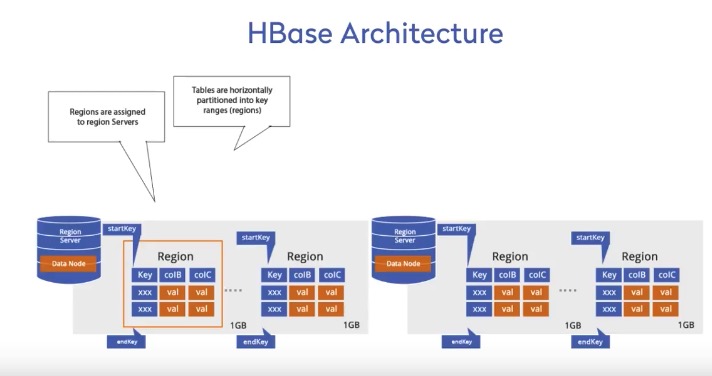 HBase Architecture
Tables are horizontally
partitioned into key
ranges (regions)
Regions are assigned
to region Servers
Region
Server
Data Node
startKey
Region
Key colB colC
xxx val val
xxx val val
1GB
endKey
....
startKey
Region
Key colB colC
xxx val val
xxx val val
1GB
endKey
Region
Server
Data Node
startKey
Region
Key colB colC
xxx val val
xxx val val
1GB
endKey
....
startKey
Region
Key colB colC
xxx val val
xxx val val
1GB
endKey